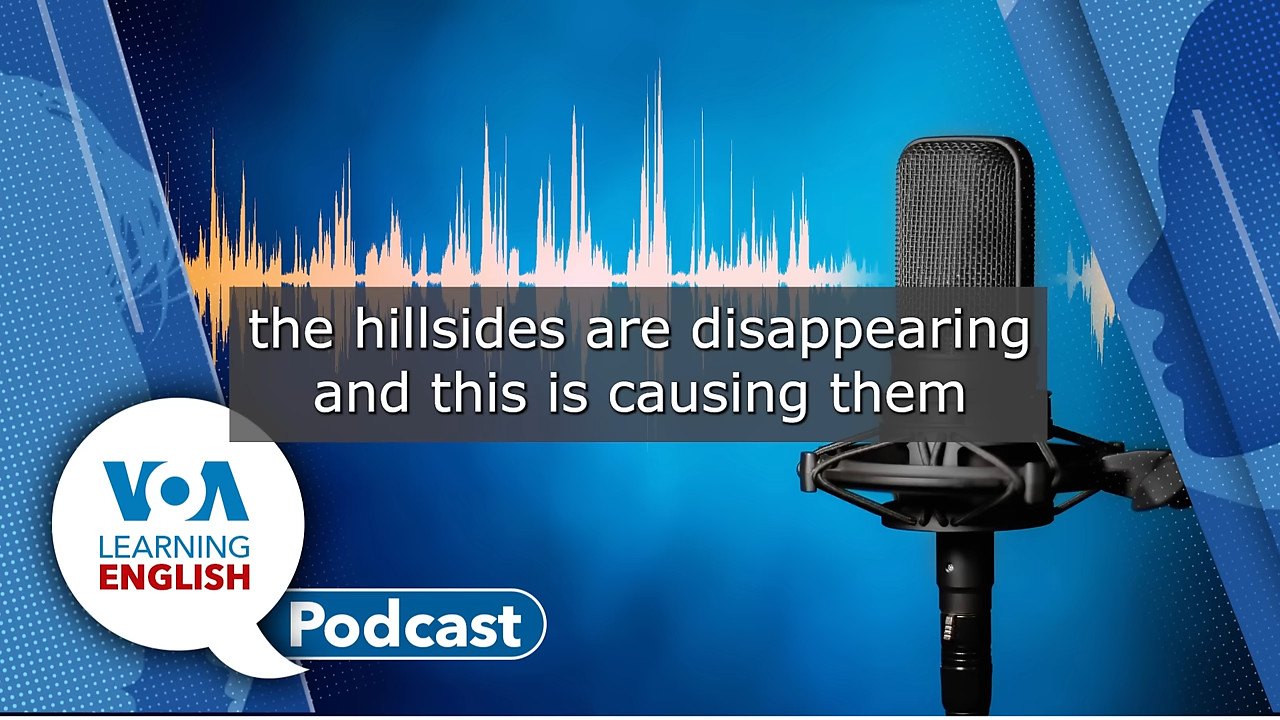 the hillsides are disappearing
and this is causing them
VOA
LEARNING
ENGLISH
Podcast